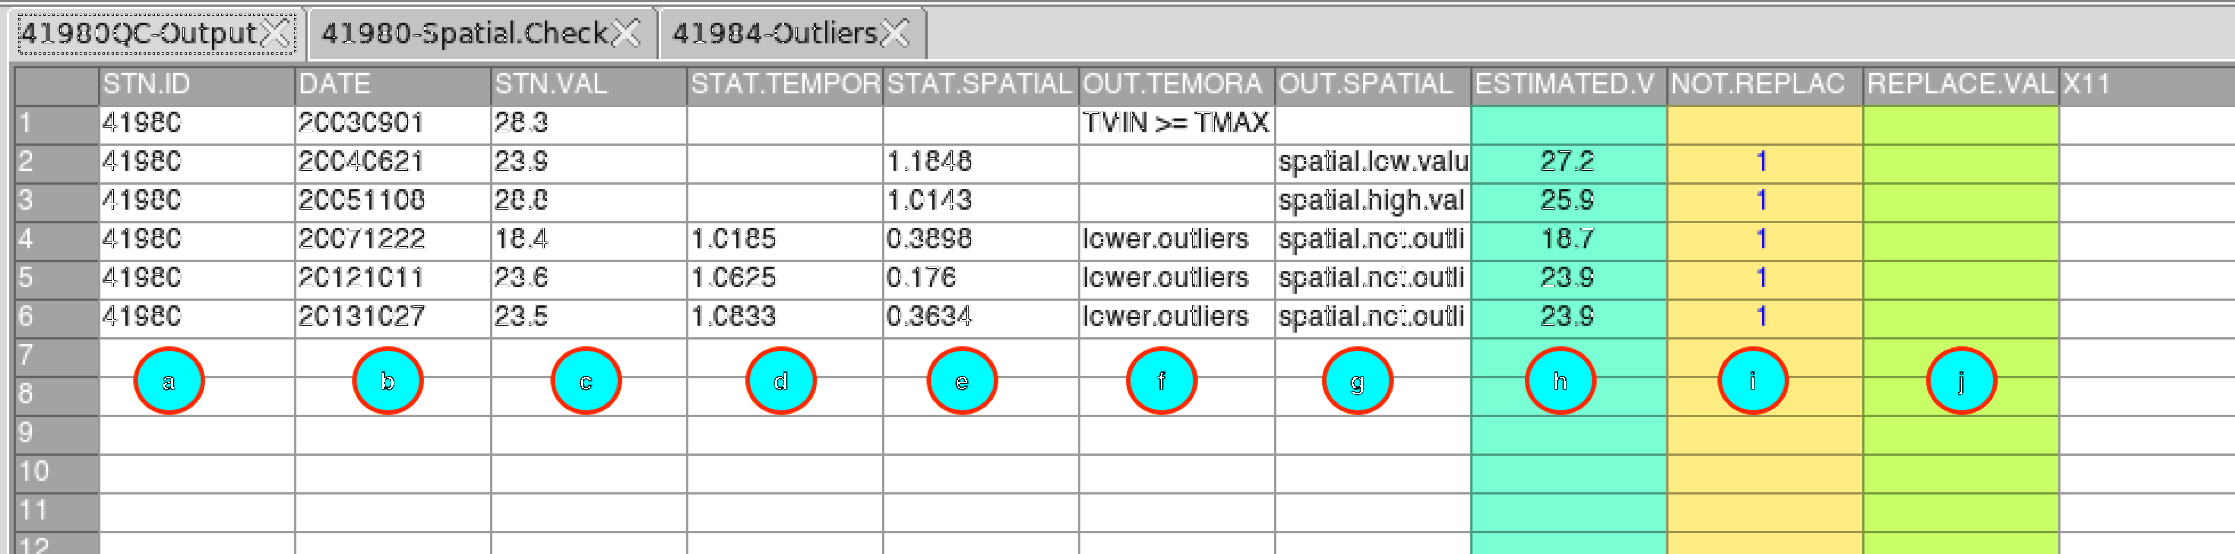 41980QC-Output 41980-Spatial.Check 41984-Outliers
STN.ID DATE STN.VAL STAT.TEMPOR STAT.SPATIAL OUT.TEMORA OUT.SPATIAL ESTIMATED.V NOT.REPLAC REPLACE.VAL X11
1 41980 20030901 28.3 TMIN >= TMAX
2 41980 20040621 23.9 1.1848 spatial.low.valu 27.2 1
3 41980 20051108 28.8 1.0143 spatial.high.val 25.9 1
4 41980 20071222 18.4 1.0185 0.3898 lower.outliers spatial.not.outli 18.7 1
5 41980 20121011 23.6 1.0625 0.176 lower.outliers spatial.not.outli 23.9 1
6 41980 20131027 23.5 1.0833 0.3634 lower.outliers spatial.not.outli 23.9 1
7
a b c d e f g h i j
8
9
10
11
12